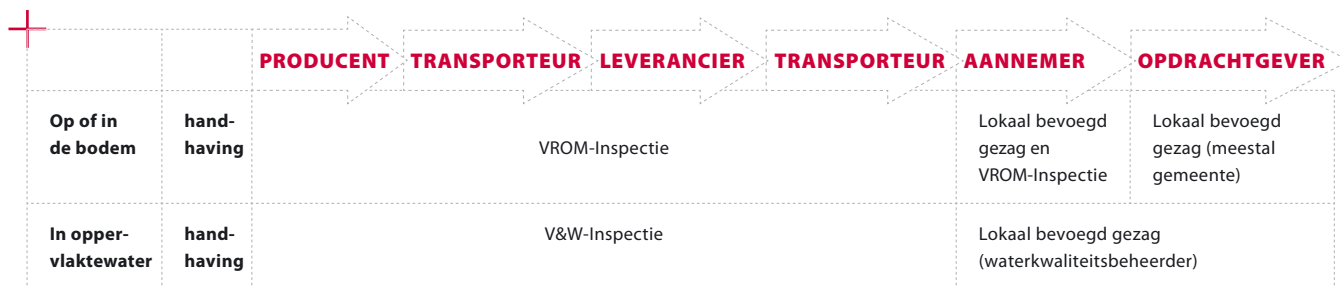 PRODUCENT TRANSPORTEUR LEVERANCIER TRANSPORTEUR AANNEMER OPDRACHTGEVER
Op of in
de bodem
hand-
having
VROM-Inspectie
Lokaal bevoegd
gezag en
VROM-Inspectie
Lokaal bevoegd
gezag (meestal
gemeente)
In opper-
vlaktewater
hand-
having
V&W-Inspectie
Lokaal bevoegd gezag
(waterkwaliteitsbeheerder)